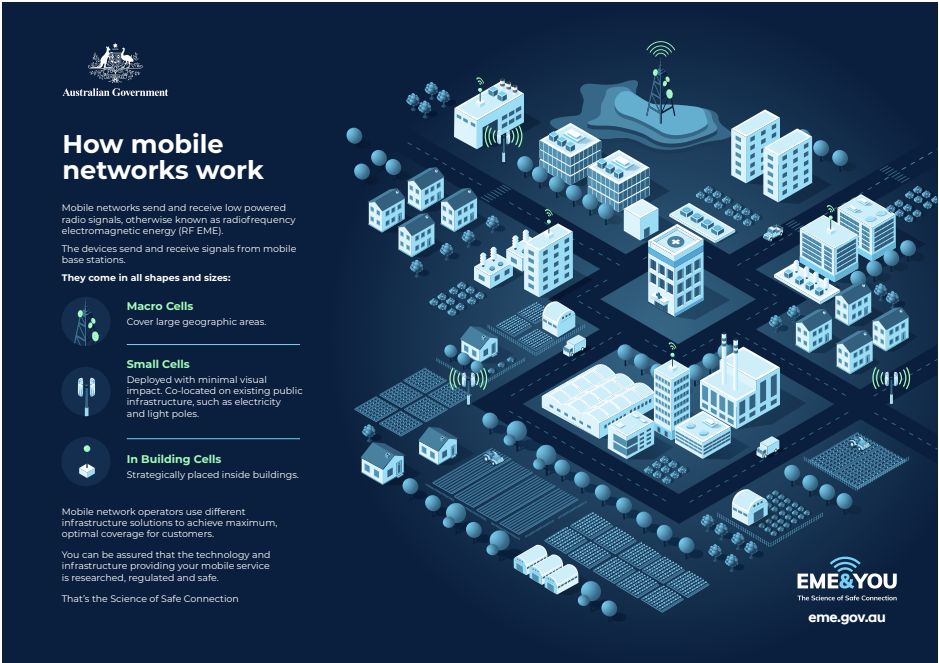 Australian Government
How mobile
networks work
Mobile networks send and receive low powered
radio signals, otherwise known as radiofrequency
electromagnetic energy (RF EME).
The devices send and receive signals from mobile
base stations.
They come in all shapes and sizes:
Macro Cells
Cover large geographic areas.
Small Cells
Deployed with minimal visual
impact. Co-located on existing public
infrastructure, such as electricity
and light poles.
In Building Cells
Strategically placed inside buildings.
Mobile network operators use different
infrastructure solutions to achieve maximum,
optimal coverage for customers.
You can be assured that the technology and
infrastructure providing your mobile service
is researched, regulated and safe.
That’s the Science of Safe Connection
EME&YOU
The Science of Safe Connection
eme.gov.au